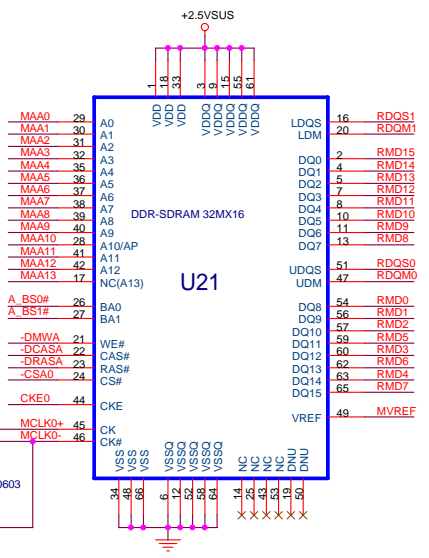 +2.5VSUS
1 18 33 3 9 15 55 61
VDD VDD VDD VDDQ VDDQ VDDQ VDDQ VDDQ
MAA0 29 A0 LDQS 16 RDQS1
MAA1 30 A1 LDM 20 RDQM1
MAA2 31 A2
MAA3 32 A3 DQ0 2 RMD15
MAA4 35 A4 DQ1 4 RMD14
MAA5 36 A5 DQ2 5 RMD13
MAA6 37 A6 DQ3 7 RMD12
MAA7 38 A7 DQ4 8 RMD11
MAA8 39 A8 DDR-SDRAM 32MX16 DQ5 10 RMD10
MAA9 40 A9 DQ6 11 RMD9
MAA10 28 A10/AP DQ7 13 RMD8
MAA11 41 A11
MAA12 42 A12 UDQS 51 RDQS0
MAA13 17 NC(A13) U21 UDM 47 RDQM0
A_BS0# 26 BA0 DQ8 54 RMD0
A_BS1# 27 BA1 DQ9 56 RMD1
DQ10 57 RMD2
-DMWA 21 WE# DQ11 59 RMD5
-DCASA 22 CAS# DQ12 60 RMD3
-DRASA 23 RAS# DQ13 62 RMD6
-CSA0 24 CS# DQ14 63 RMD4
DQ15 65 RMD7
CKE0 44 CKE
VREF 49 MVREF
MCLK0+ 45 CK
MCLK0- 46 CK#
VSS VSS VSS VSSQ VSSQ VSSQ VSSQ VSSQ NC NC NC NC DNU DNU
34 48 66 6 12 52 58 64 14 25 43 53 19 50
0603